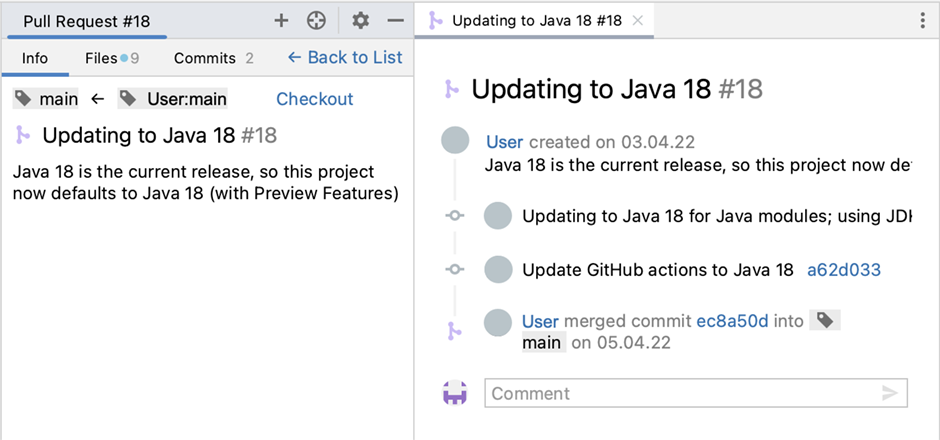 Pull Request #18
Info Files 9 Commits 2 ← Back to List
main ← User:main Checkout
Updating to Java 18 #18
Java 18 is the current release, so this project
now defaults to Java 18 (with Preview Features)
Updating to Java 18 #18
Updating to Java 18 #18
User created on 03.04.22
Java 18 is the current release, so this project now de
Updating to Java 18 for Java modules; using JD
Update GitHub actions to Java 18 a62d033
User merged commit ec8a50d into
main on 05.04.22
Comment